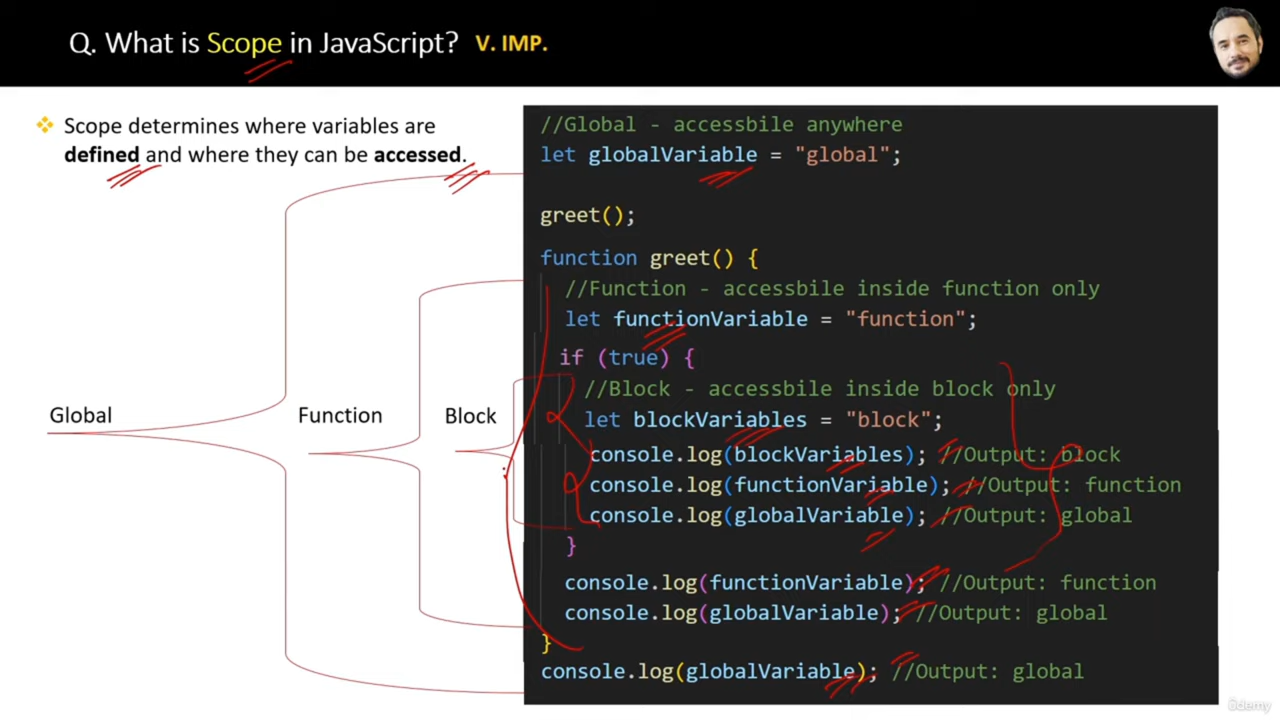 Q. What is Scope in JavaScript? V. IMP.
Scope determines where variables are
defined and where they can be accessed.
Global
Function
Block
//Global - accessbile anywhere
let globalVariable = "global";
greet();
function greet() {
//Function - accessbile inside function only
let functionVariable = "function";
if (true) {
//Block - accessbile inside block only
let blockVariables = "block";
console.log(blockVariables); //Output: block
console.log(functionVariable); //Output: function
console.log(globalVariable); //Output: global
}
console.log(functionVariable); //Output: function
console.log(globalVariable); //Output: global
}
console.log(globalVariable); //Output: global
ûdemy